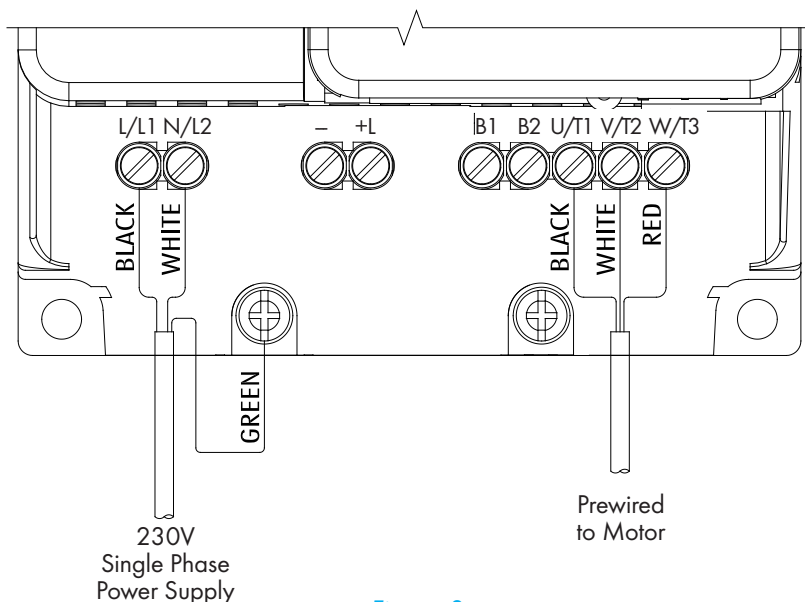 L/L1 N/L2 – +L B1 B2 U/T1 V/T2 W/T3
BLACK
WHITE
BLACK
WHITE
RED
GREEN
230V
Single Phase
Power Supply
Prewired
to Motor